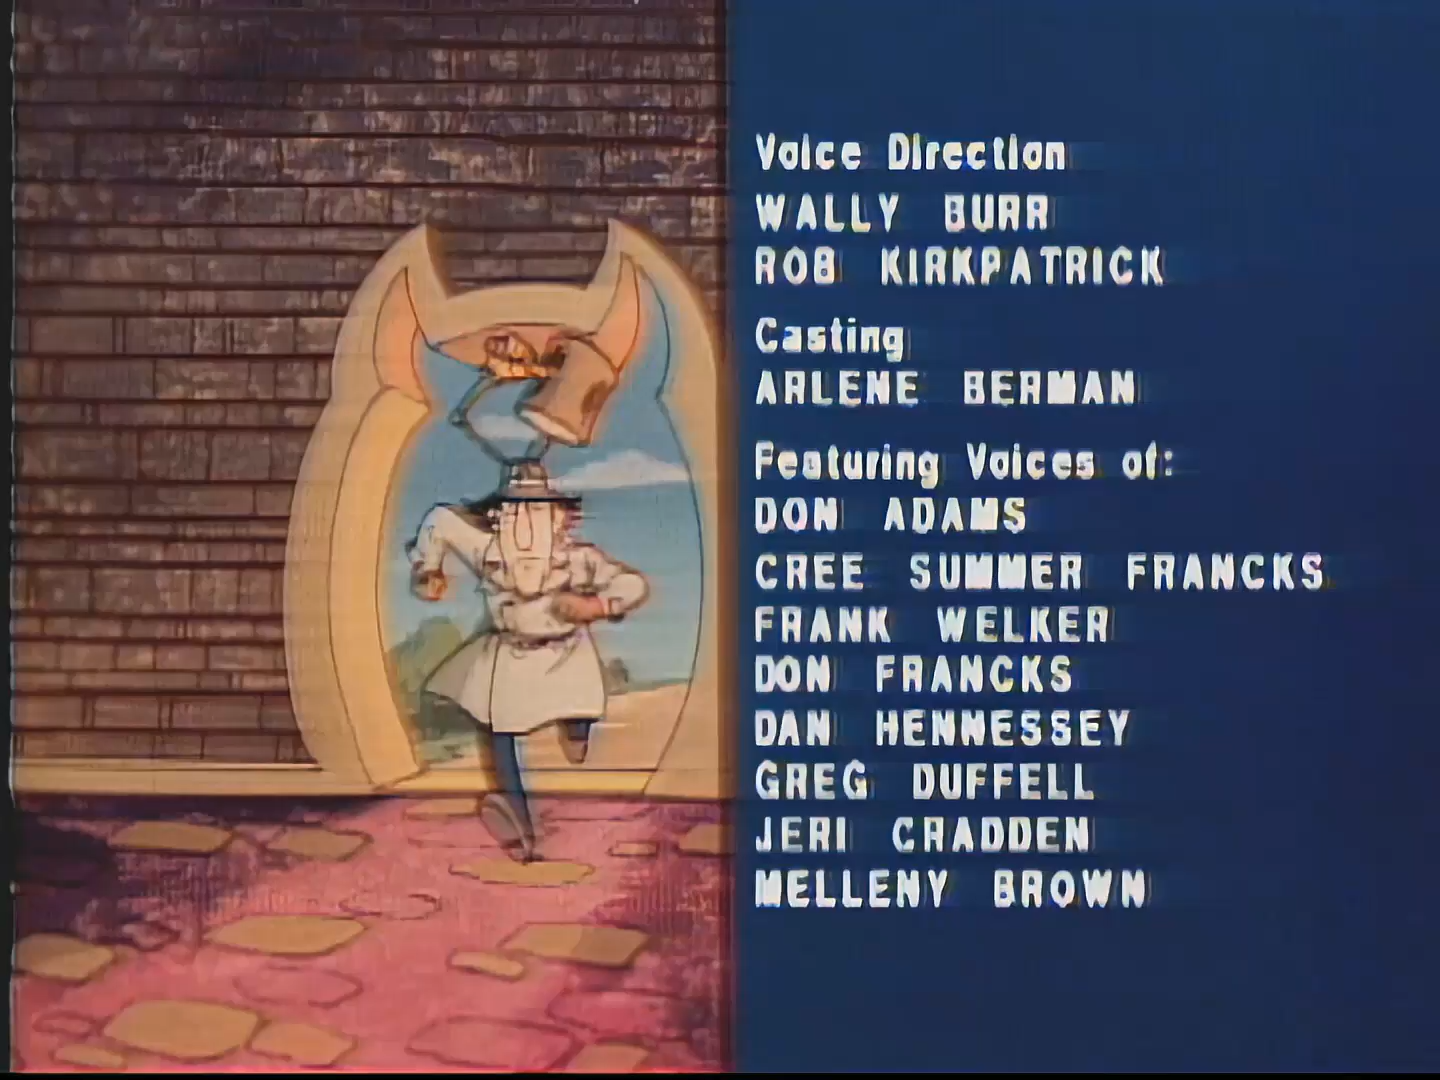 Voice Direction
WALLY BURR
ROB KIRKPATRICK
Casting
ARLENE BERMAN
Featuring Voices of:
DON ADAMS
CREE SUMMER FRANCKS
FRANK WELKER
DON FRANCKS
DAN HENNESSEY
GREG DUFFELL
JERI CRADDEN
MELLENY BROWN